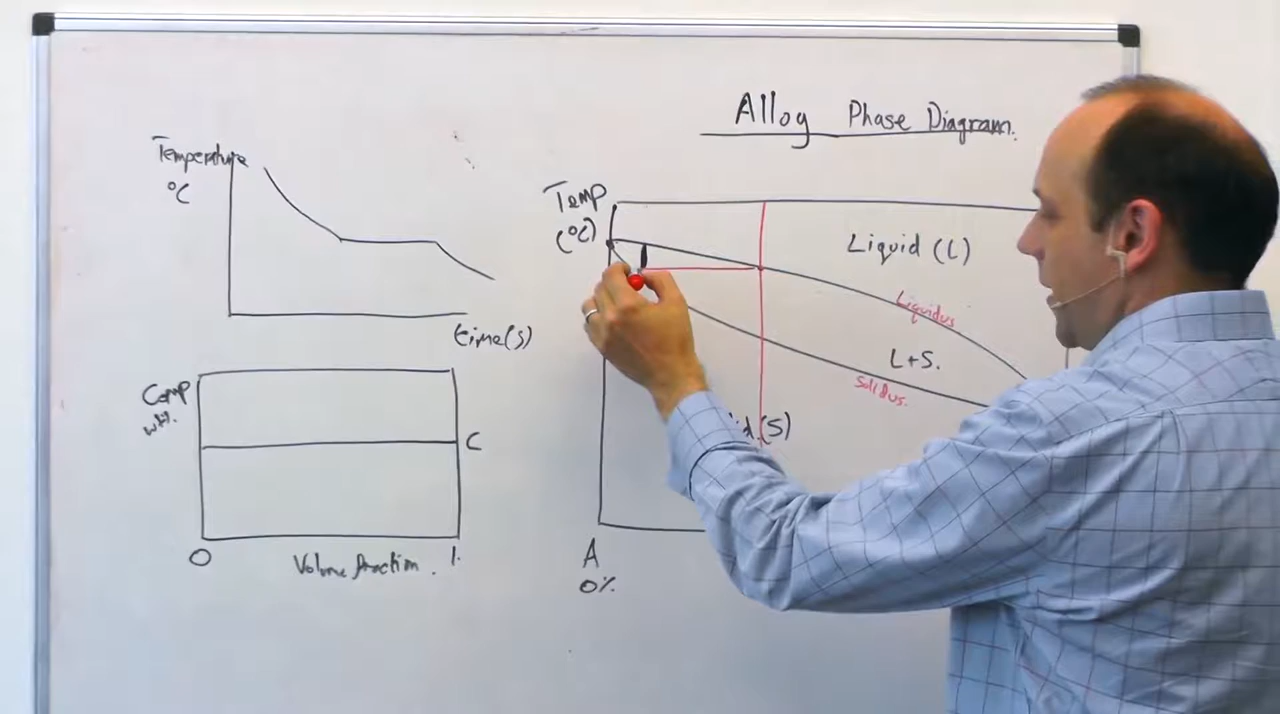 Alloy Phase Diagram.
Temperature
°C
time(s)
Comp
wt%.
C
0
Volume fraction.
1.
Temp
(°C)
Liquid (L)
Liquidus
L+S.
Solidus.
(S)
A
0%